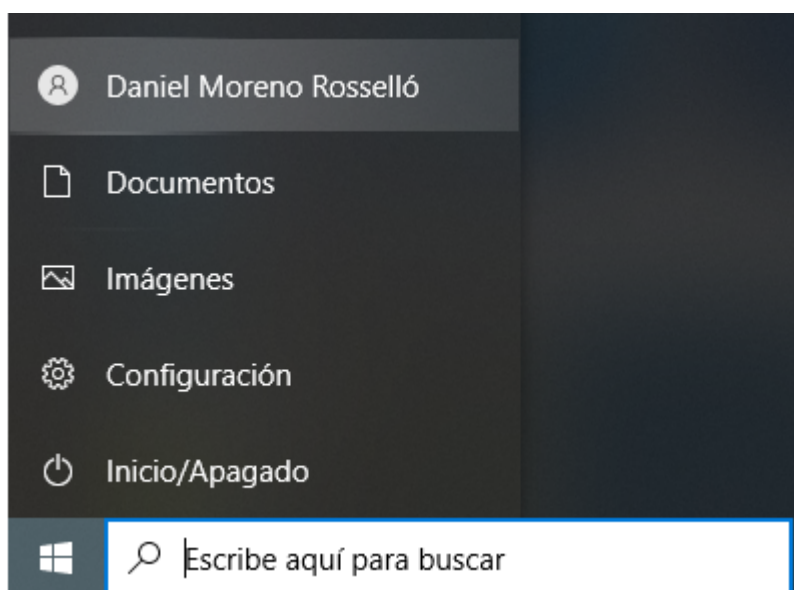 Daniel Moreno Rosselló
Documentos
Imágenes
Configuración
Inicio/Apagado
Escribe aquí para buscar